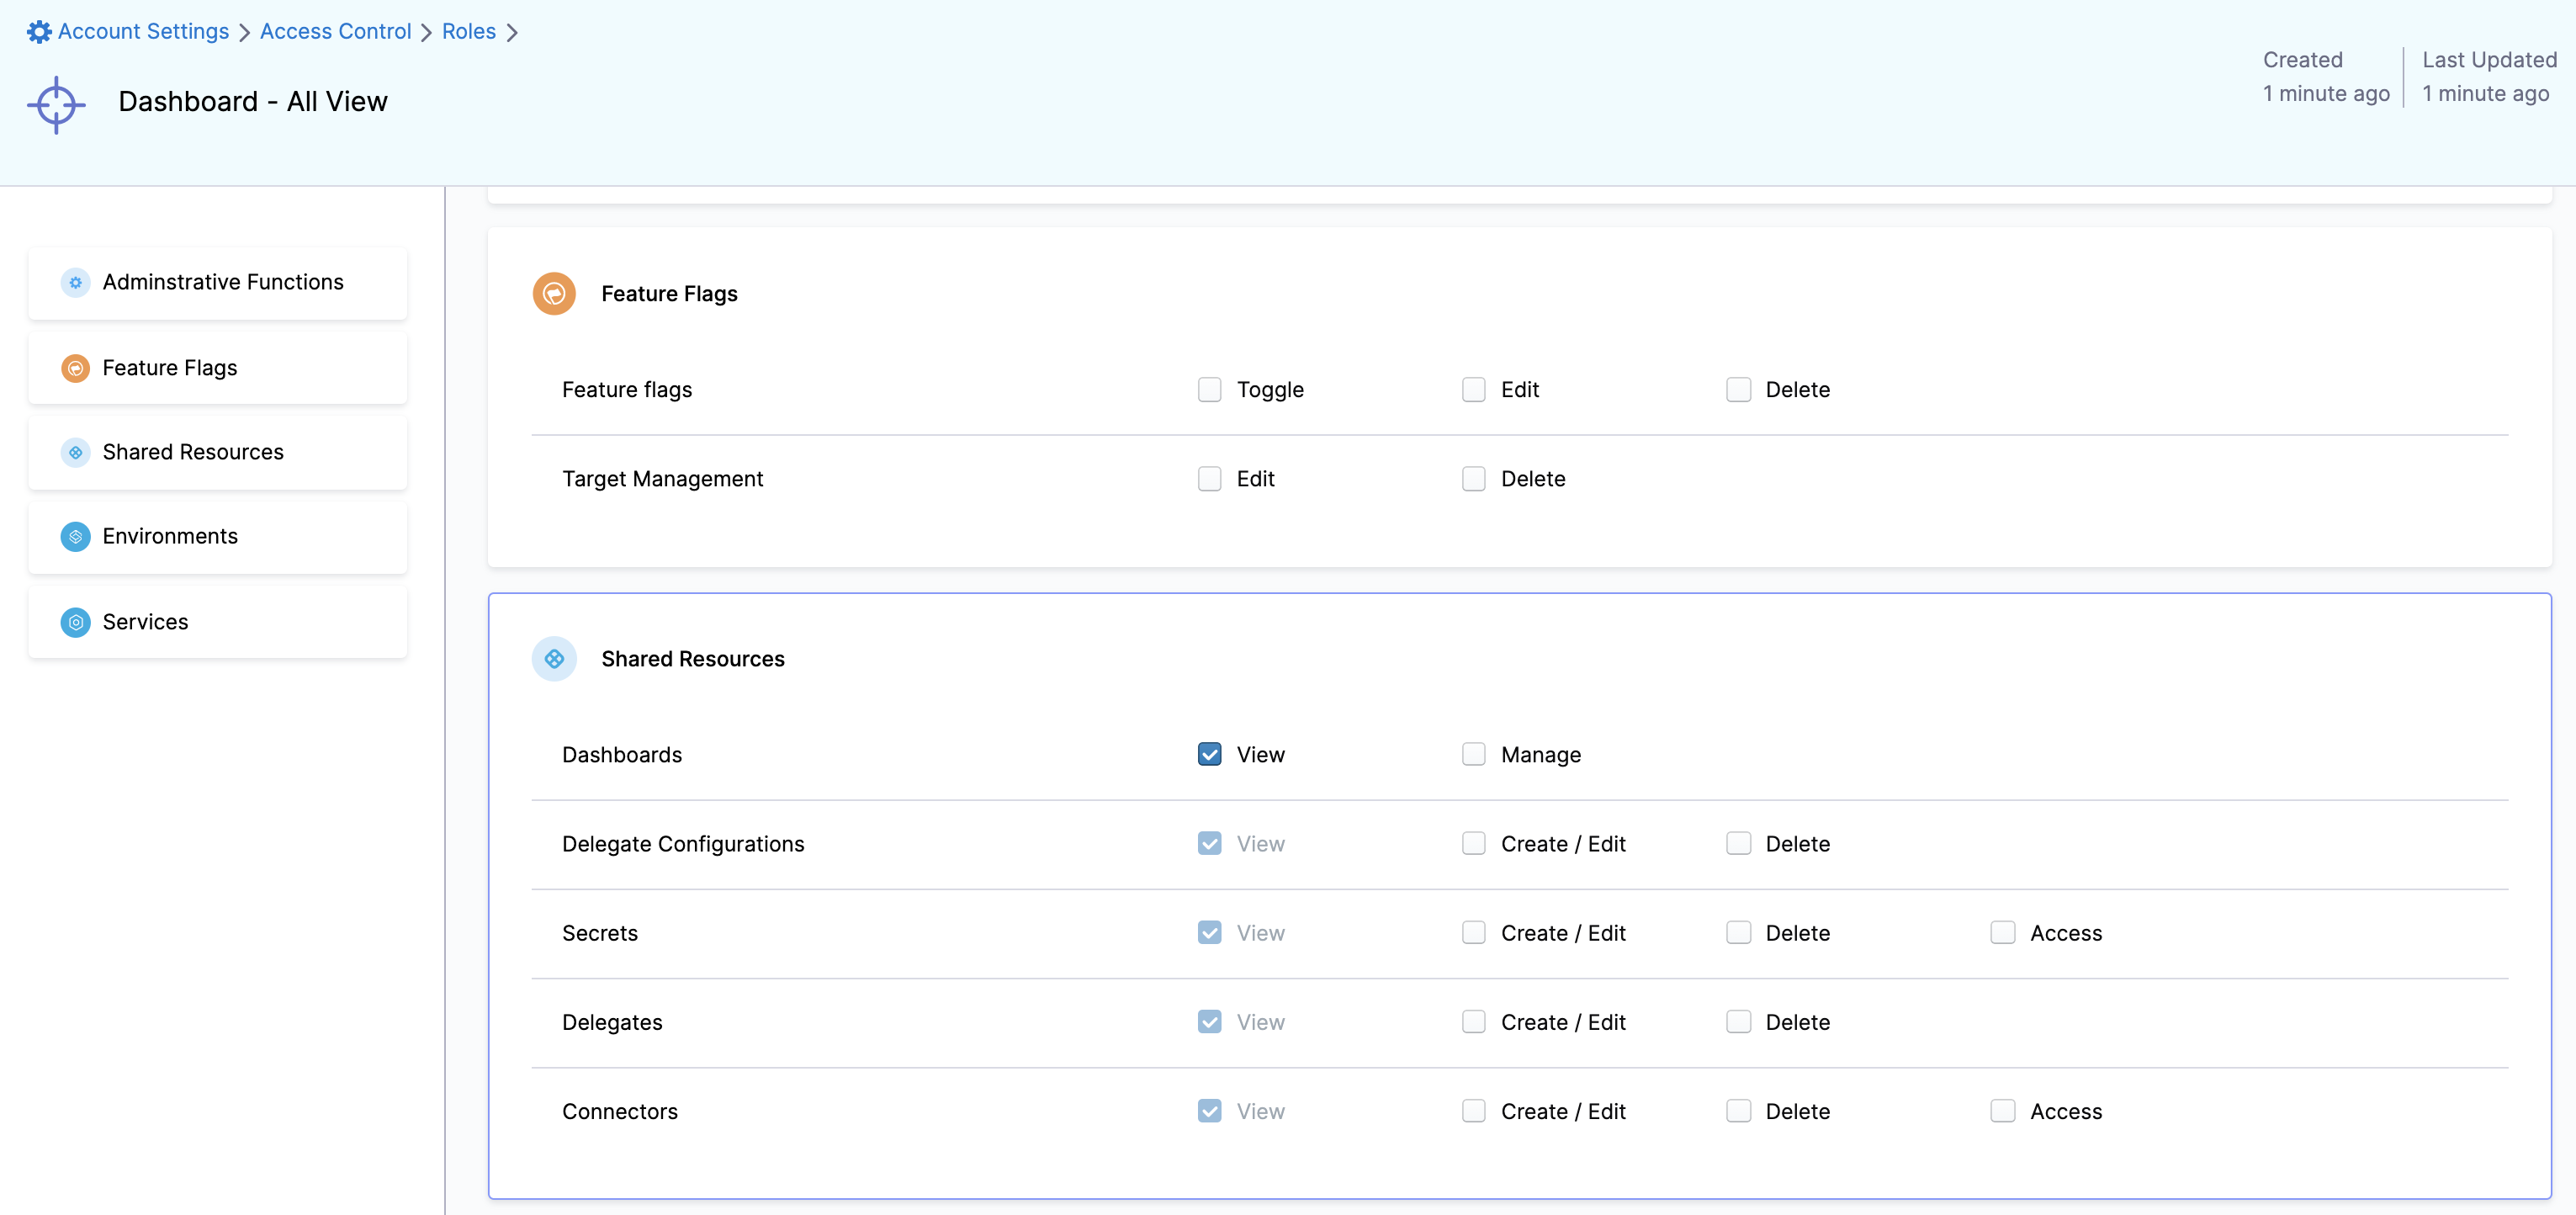 Account Settings > Access Control > Roles >
Dashboard - All View
Created
1 minute ago
Last Updated
1 minute ago
Adminstrative Functions
Feature Flags
Shared Resources
Environments
Services
Feature Flags
Feature flags Toggle Edit Delete
Target Management Edit Delete
Shared Resources
Dashboards View Manage
Delegate Configurations View Create / Edit Delete
Secrets View Create / Edit Delete Access
Delegates View Create / Edit Delete
Connectors View Create / Edit Delete Access